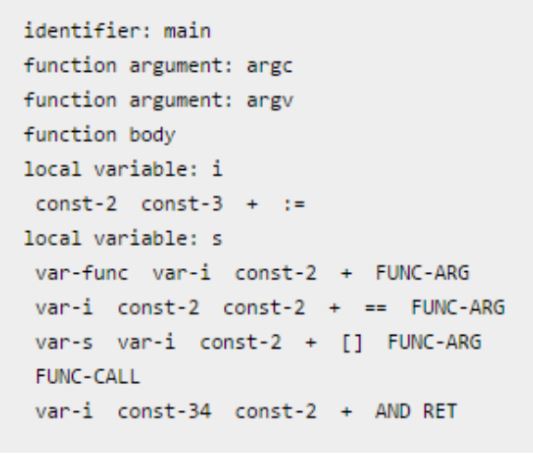 identifier: main
function argument: argc
function argument: argv
function body
local variable: i
const-2 const-3 + :=
local variable: s
var-func var-i const-2 + FUNC-ARG
var-i const-2 const-2 + == FUNC-ARG
var-s var-i const-2 + [] FUNC-ARG
FUNC-CALL
var-i const-34 const-2 + AND RET